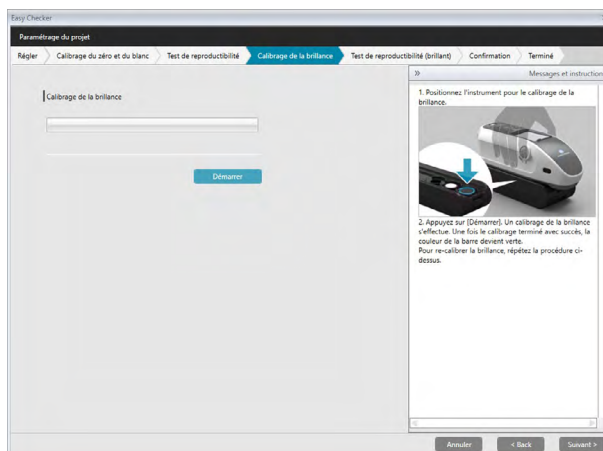 Easy Checker
Paramétrage du projet
Régler Calibrage du zéro et du blanc Test de reproductibilité Calibrage de la brillance Test de reproductibilité (brillant) Confirmation Terminé
» Messages et instruction
Calibrage de la brillance
Démarrer
1. Positionnez l'instrument pour le calibrage de la
brillance.
2. Appuyez sur [Démarrer]. Un calibrage de la brillance
s'effectue. Une fois le calibrage terminé avec succès, la
couleur de la barre devient verte.
Pour re-calibrer la brillance, répétez la procédure ci-
dessus.
Annuler < Back Suivant >